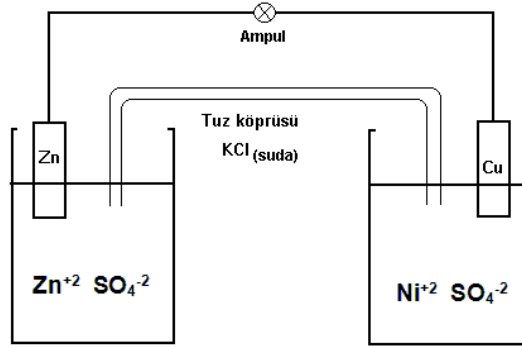 Ampul
Tuz köprüsü
KCl (suda)
Zn
Cu
Zn+2 SO4-2
Ni+2 SO4-2